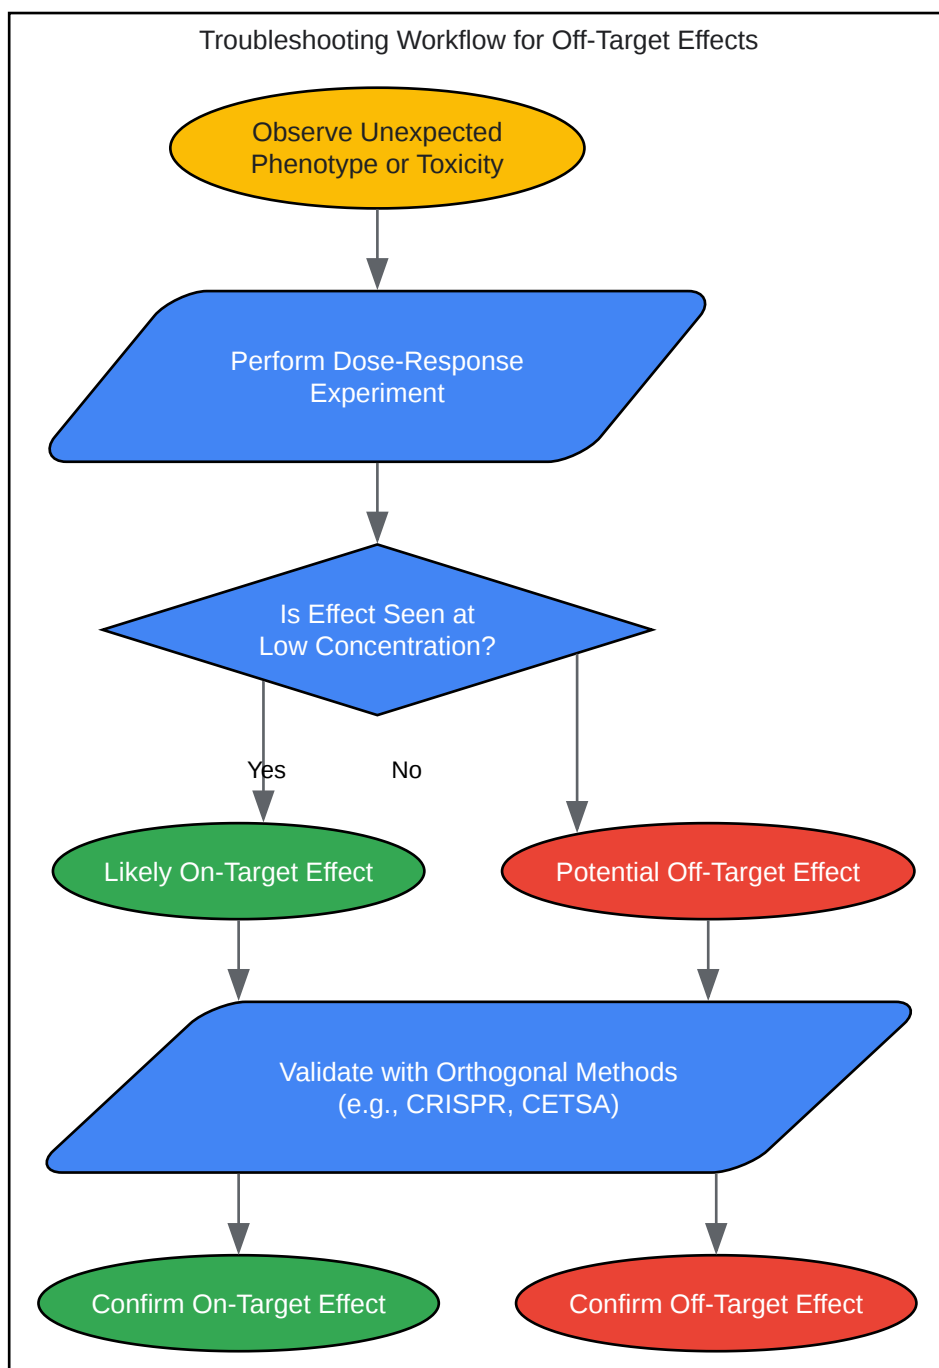 Troubleshooting Workflow for Off-Target Effects
Observe Unexpected
Phenotype or Toxicity
Perform Dose-Response
Experiment
Is Effect Seen at
Low Concentration?
Yes
No
Likely On-Target Effect
Potential Off-Target Effect
Validate with Orthogonal Methods
(e.g., CRISPR, CETSA)
Confirm On-Target Effect
Confirm Off-Target Effect